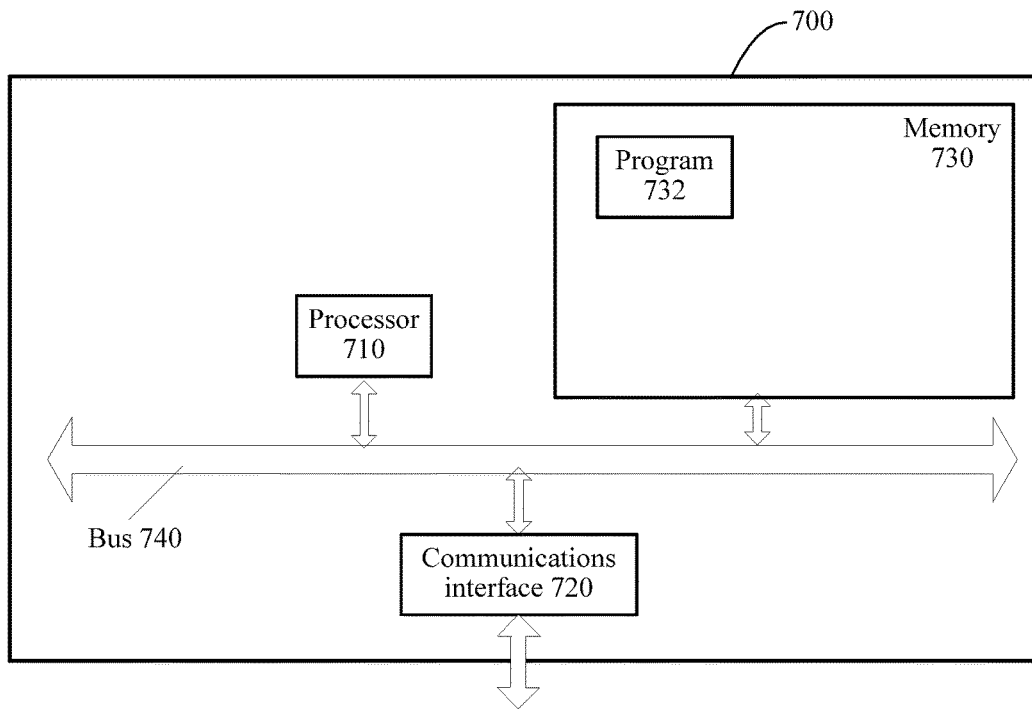 700
Memory
730
Program
732
Processor
710
Bus 740
Communications
interface 720